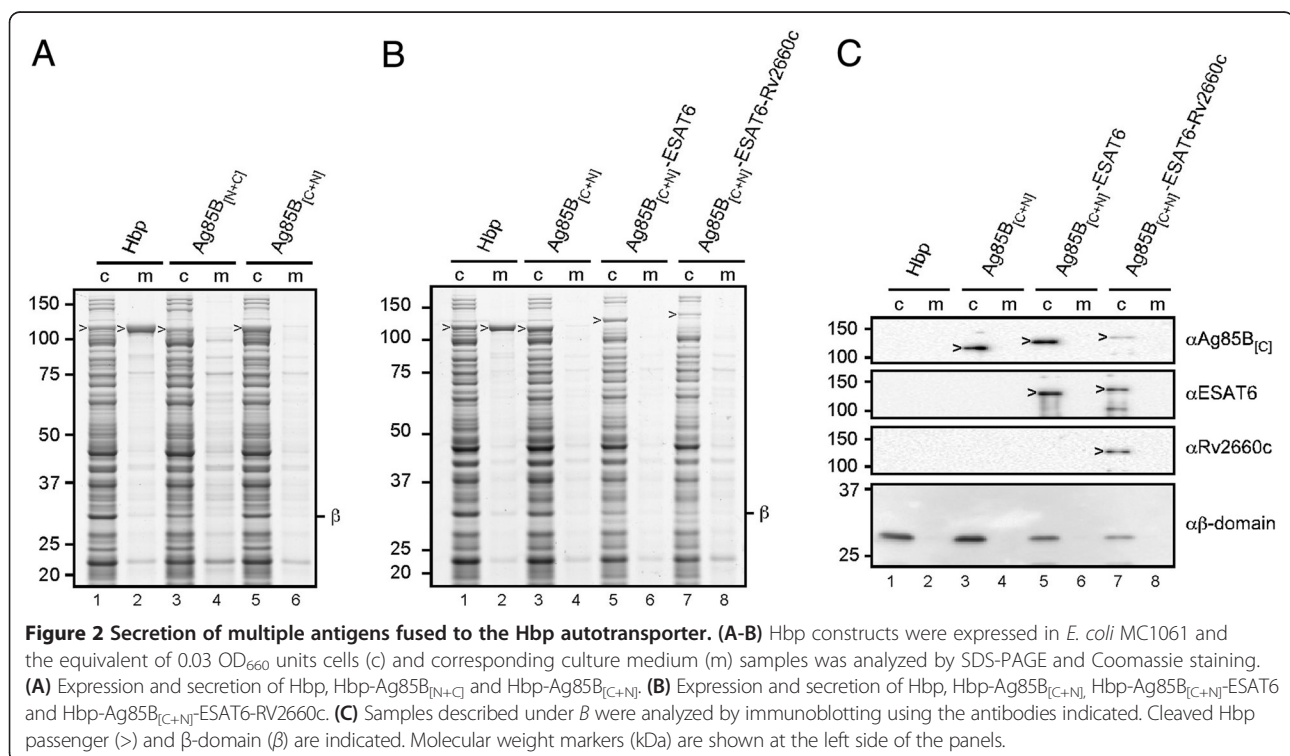 A
B
C
Hbp
Ag85B[N+C]
Ag85B[C+N]
c m c m c m
150
100
75
50
37
25
20
> > >
β
1 2 3 4 5 6
Hbp
Ag85B[C+N]
Ag85B[C+N]-ESAT6
Ag85B[C+N]-ESAT6-Rv2660c
c m c m c m c m
150
100
75
50
37
25
20
> > > >
β
1 2 3 4 5 6 7 8
Hbp
Ag85B[C+N]
Ag85B[C+N]-ESAT6
Ag85B[C+N]-ESAT6-Rv2660c
c m c m c m c m
150
100
> > >
αAg85B[C]
150
100
> >
αESAT6
150
100
>
αRv2660c
37
25
αβ-domain
1 2 3 4 5 6 7 8
Figure 2 Secretion of multiple antigens fused to the Hbp autotransporter. (A-B) Hbp constructs were expressed in E. coli MC1061 and
the equivalent of 0.03 OD660 units cells (c) and corresponding culture medium (m) samples was analyzed by SDS-PAGE and Coomassie staining.
(A) Expression and secretion of Hbp, Hbp-Ag85B[N+C] and Hbp-Ag85B[C+N]. (B) Expression and secretion of Hbp, Hbp-Ag85B[C+N], Hbp-Ag85B[C+N]-ESAT6
and Hbp-Ag85B[C+N]-ESAT6-RV2660c. (C) Samples described under B were analyzed by immunoblotting using the antibodies indicated. Cleaved Hbp
passenger (>) and β-domain (β) are indicated. Molecular weight markers (kDa) are shown at the left side of the panels.